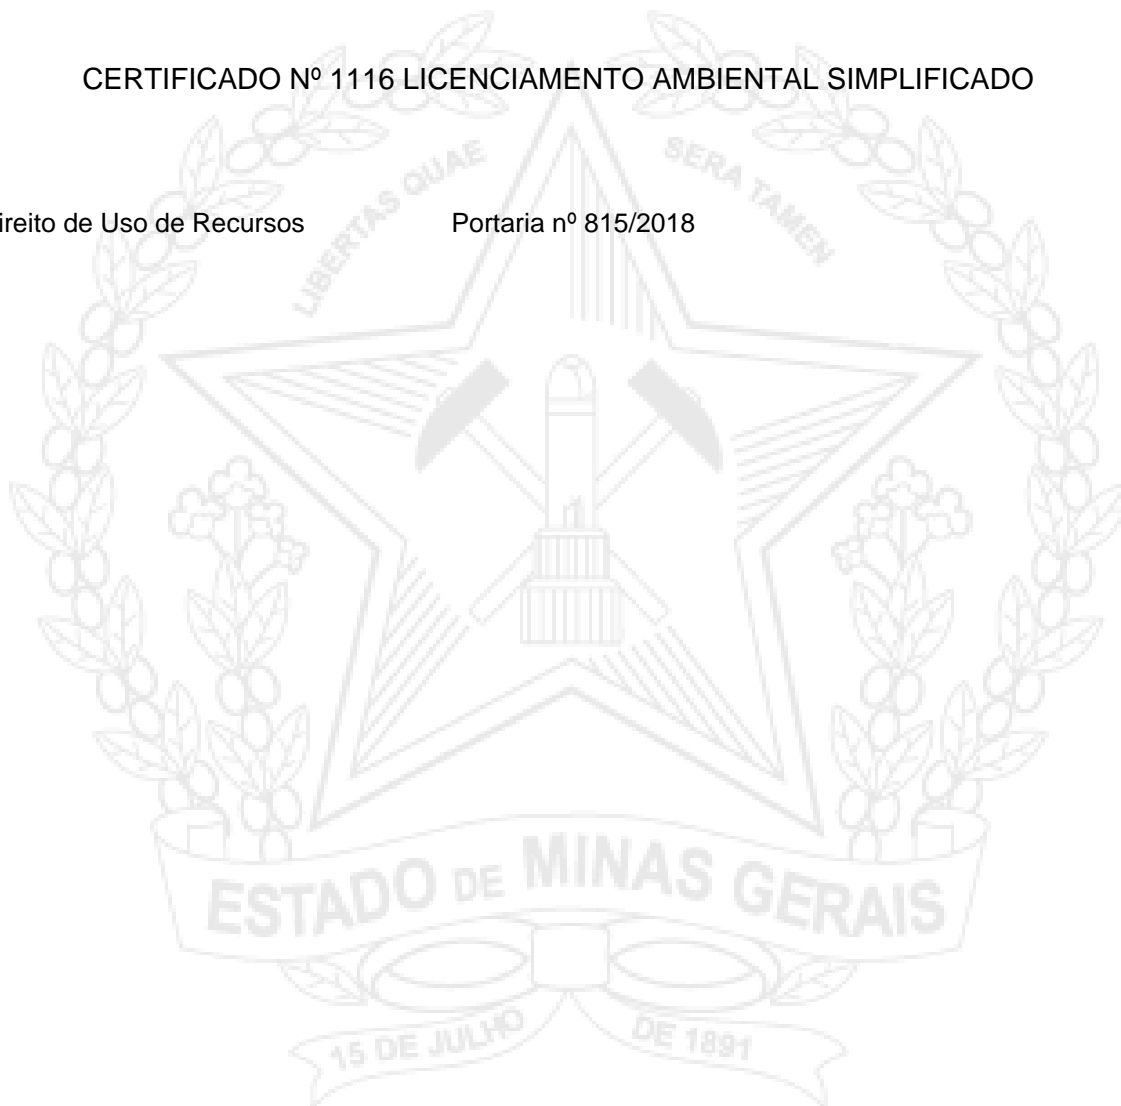 CERTIFICADO Nº 1116 LICENCIAMENTO AMBIENTAL SIMPLIFICADO
LIBERTAS QUAE SERA TAMEN
ireito de Uso de Recursos Portaria nº 815/2018
ESTADO DE MINAS GERAIS
15 DE JULHO DE 1891